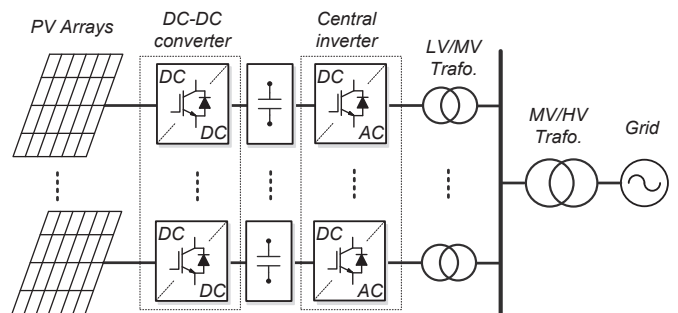 PV Arrays
DC-DC
converter
Central
inverter
LV/MV
Trafo.
MV/HV
Trafo.
Grid
DC
DC
DC
AC
DC
DC
DC
AC